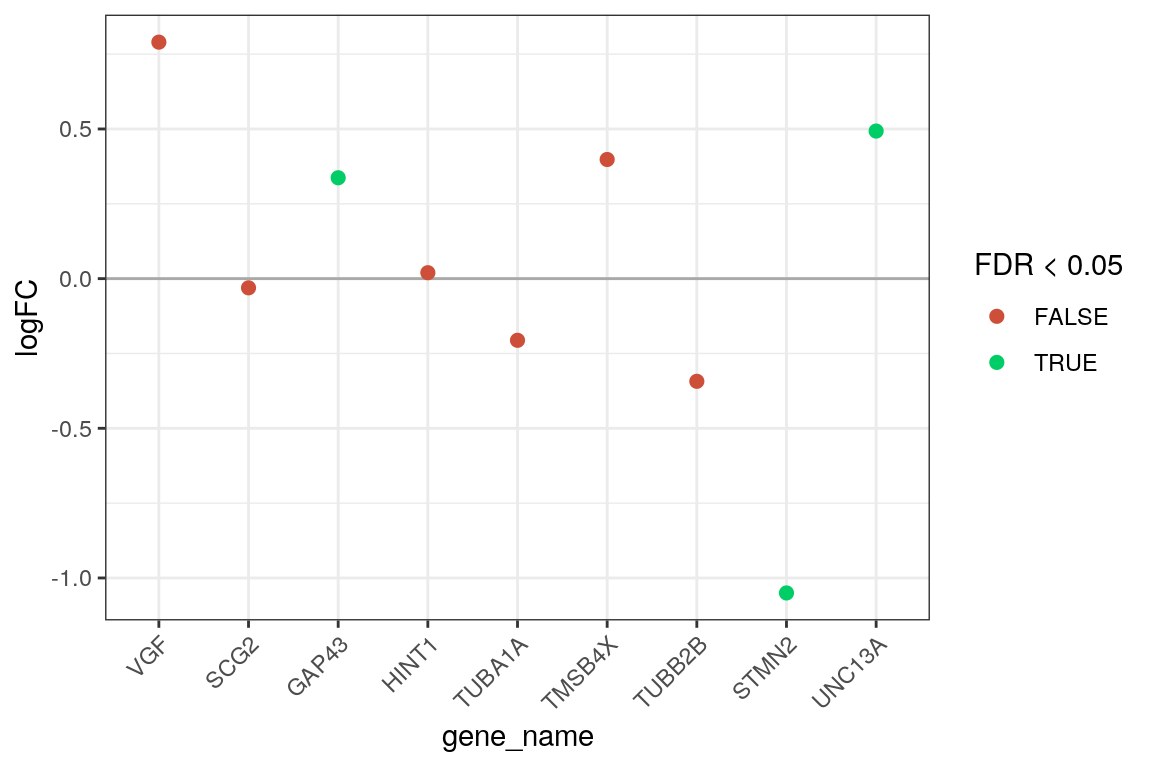 0.5
0.0
-0.5
-1.0
logFC
VGF
SCG2
GAP43
HINT1
TUBA1A
TMSB4X
TUBB2B
STMN2
UNC13A
gene_name
FDR < 0.05
FALSE
TRUE